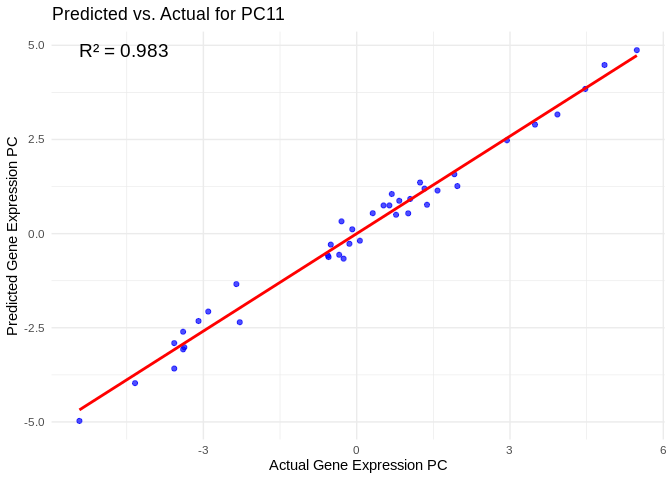 Predicted vs. Actual for PC11
R² = 0.983
5.0
2.5
0.0
-2.5
-5.0
Predicted Gene Expression PC
-3
0
3
6
Actual Gene Expression PC